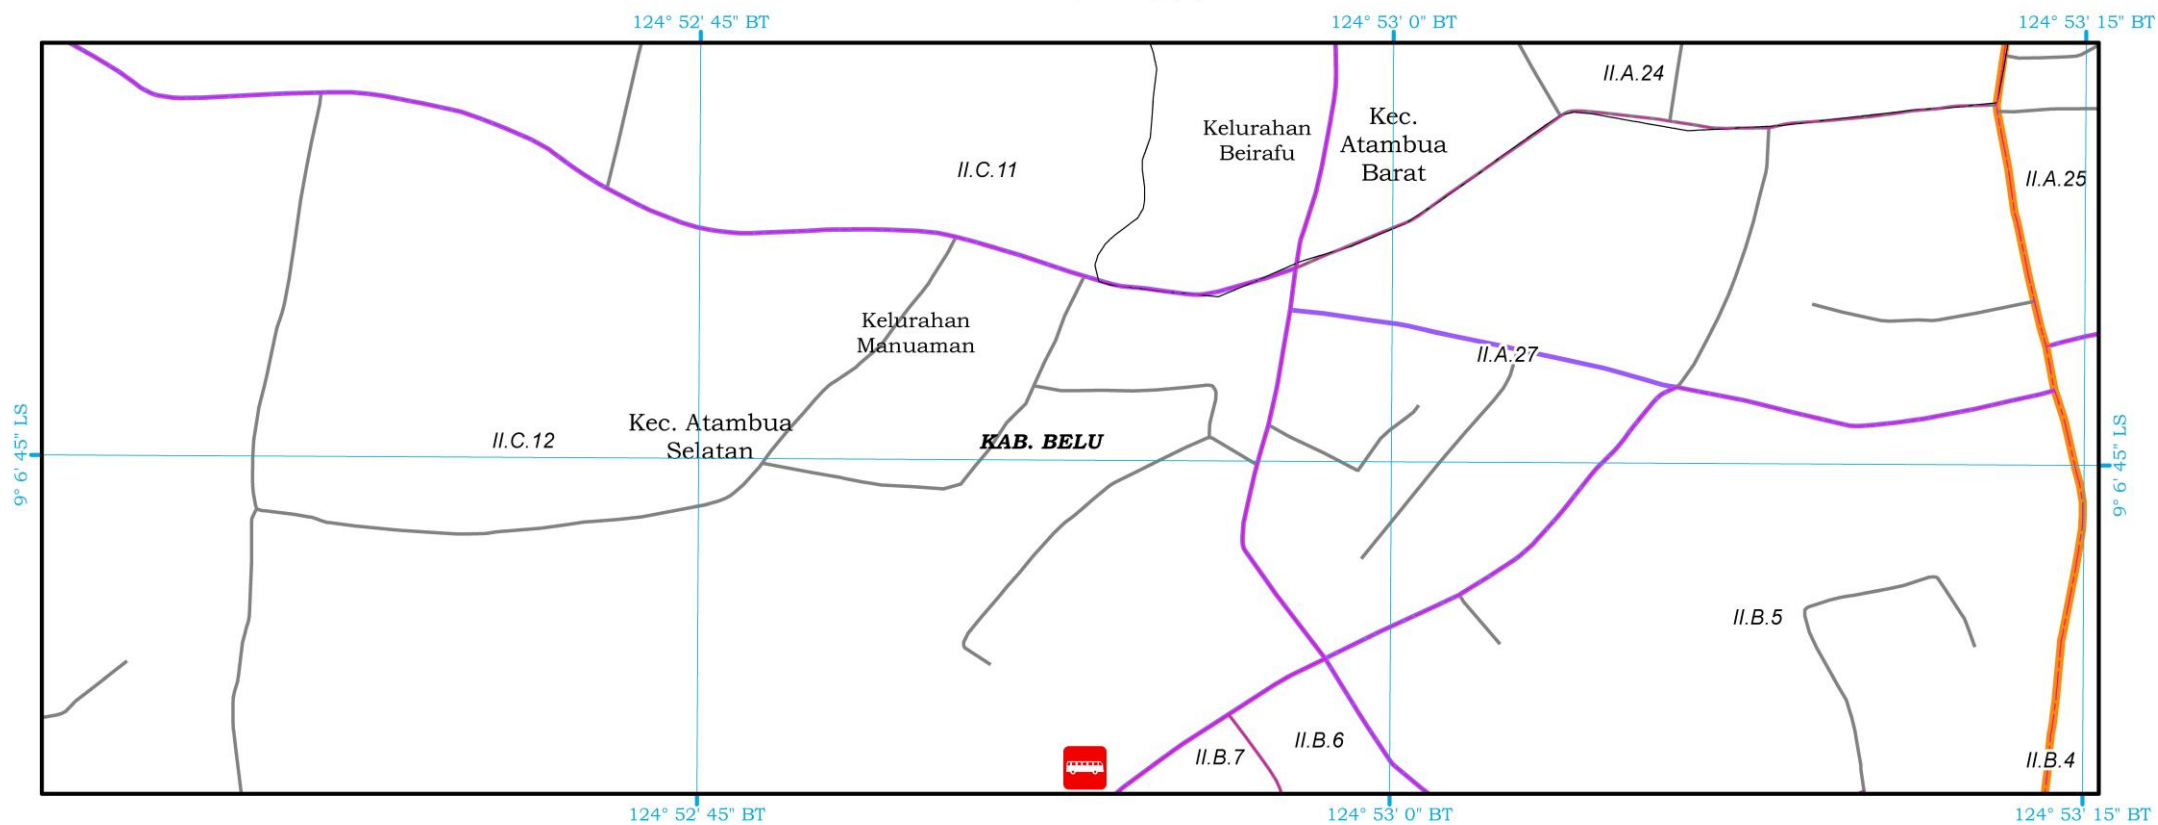 124° 52' 45" BT
124° 53' 0" BT
124° 53' 15" BT
II.A.24
Kec.
Atambua
Barat
Kelurahan
Beirafu
II.C.11
II.A.25
Kelurahan
Manuaman
II.A.27
Kec. Atambua
Selatan
II.C.12
KAB. BELU
9° 6' 45" LS
9° 6' 45" LS
II.B.5
II.B.6
II.B.7
II.B.4
124° 52' 45" BT
124° 53' 0" BT
124° 53' 15" BT